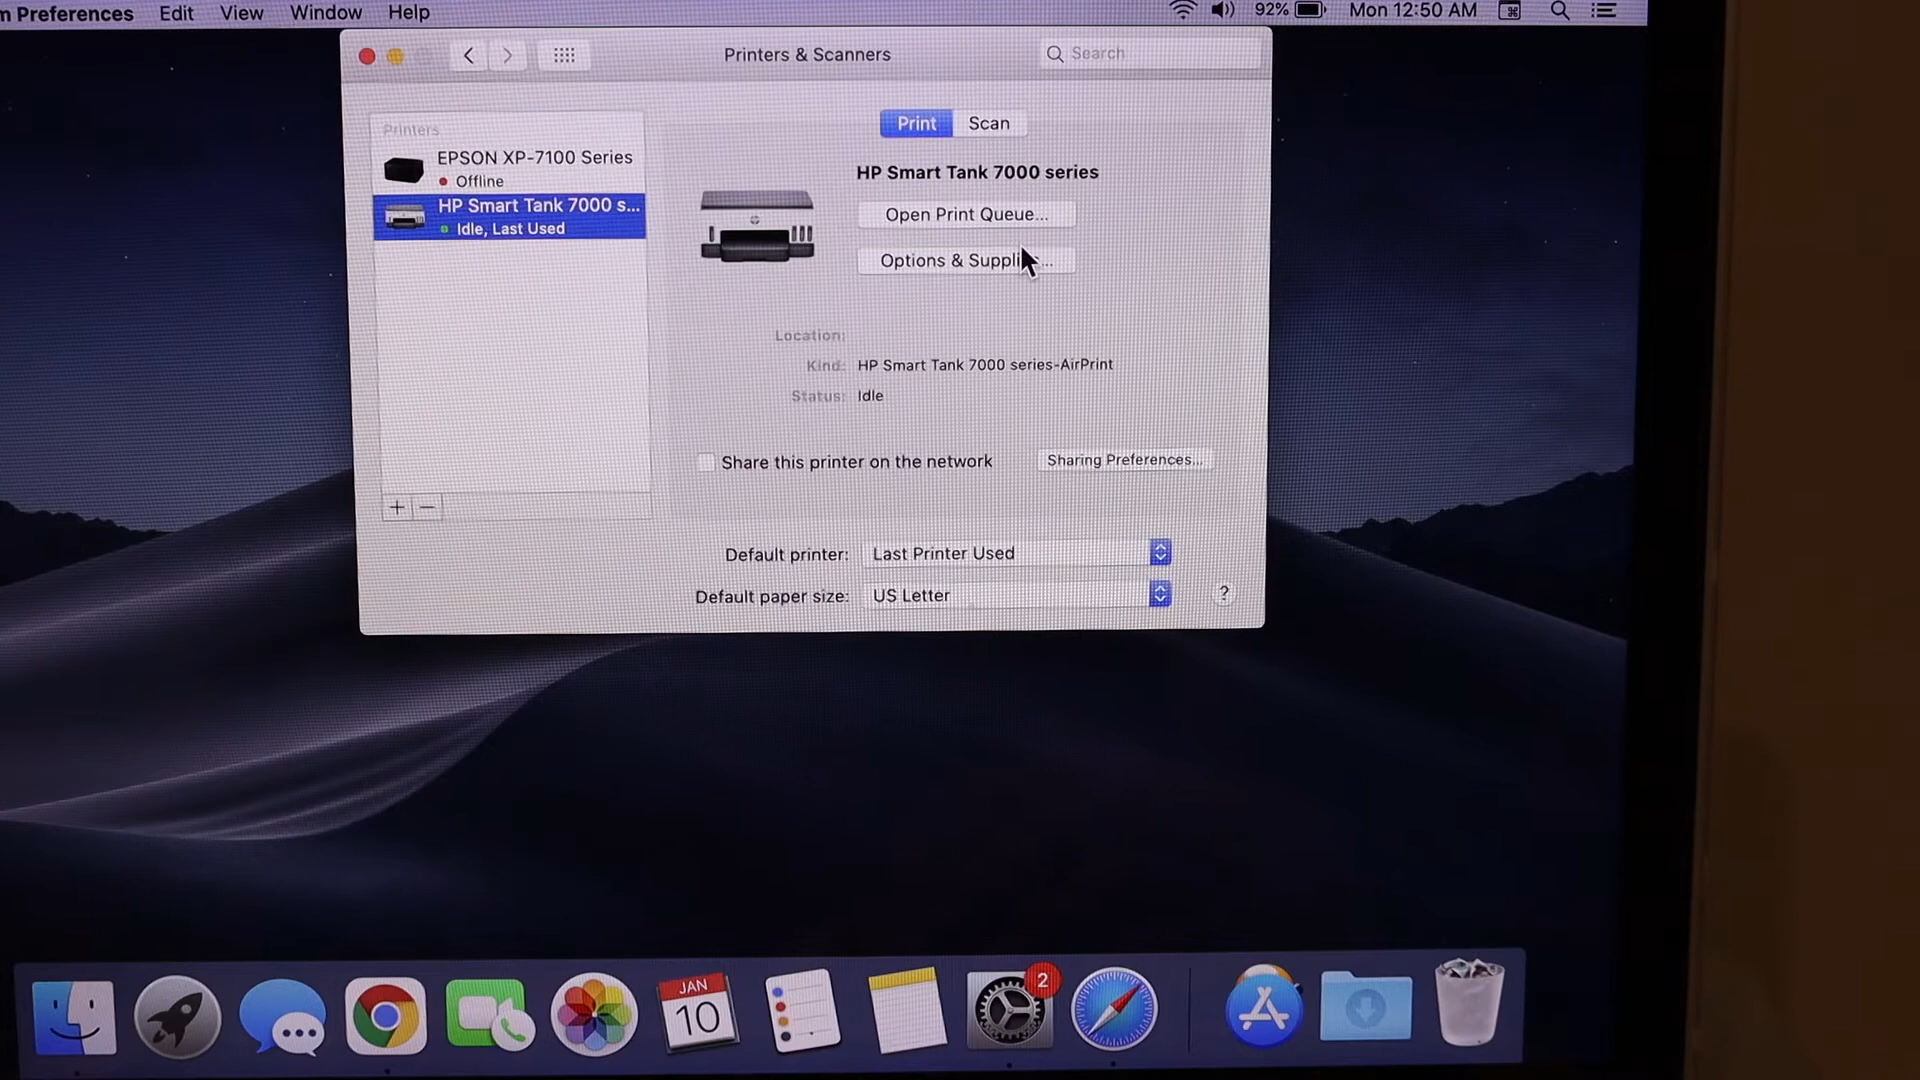 m Preferences Edit View Window Help 92% Mon 12:50 AM
Printers & Scanners
Search
Printers
EPSON XP-7100 Series
Offline
HP Smart Tank 7000 s...
Idle, Last Used
+ −
Print Scan
HP Smart Tank 7000 series
Open Print Queue...
Options & Suppli...
Location:
Kind: HP Smart Tank 7000 series-AirPrint
Status: Idle
Share this printer on the network
Sharing Preferences...
Default printer: Last Printer Used
Default paper size: US Letter
?
JAN
10
2